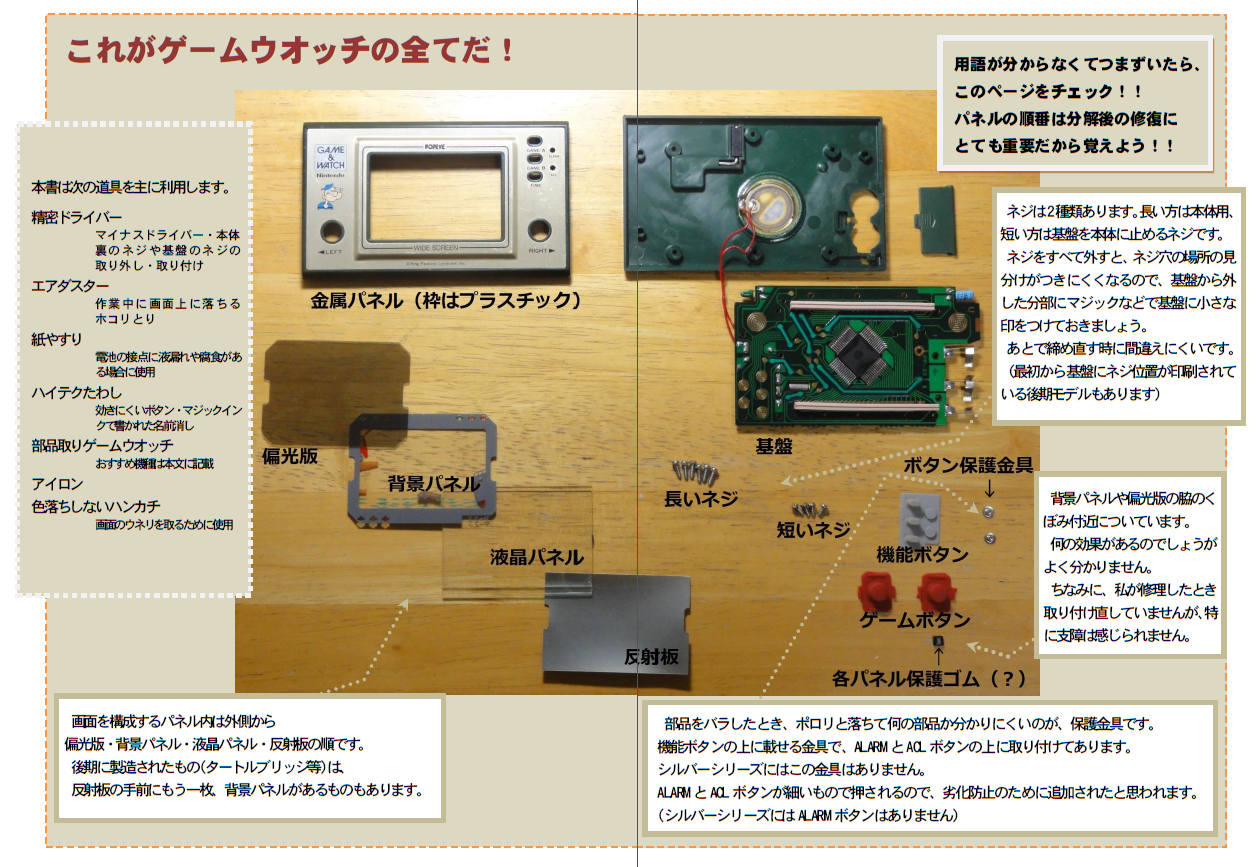 これがゲームウオッチの全てだ！
用語が分からなくてつまずいたら、
このページをチェック！！
パネルの順番は分解後の修復に
とても重要だから覚えよう！！
本書は次の道具を主に利用します。
精密ドライバー
マイナスドライバー・本体
裏のネジや基盤のネジの
取り外し・取り付け
エアダスター
作業中に画面上に落ちる
ホコリとり
紙やすり
電池の接点に液漏れや腐食があ
る場合に使用
ハイテクたわし
効きにくいボタン・マジックイン
クで書かれた名前消し
部品取りゲームウオッチ
おすすめ機種は本文に記載
アイロン
色落ちしないハンカチ
画面のウネリを取るために使用
GAME
&
WATCH
Nintendo
POPEYE
GAME A
GAME B
TIME
ALARM
ACL
◄LEFT
RIGHT►
WIDE SCREEN
金属パネル（枠はプラスチック）
ネジは２種類あります。長い方は本体用、
短い方は基盤を本体に止めるネジです。
ネジをすべて外すと、ネジ穴の場所の見
分けがつきにくくなるので、基盤から外
した分部にマジックなどで基盤に小さな
印をつけておきましょう。
あとで締め直す時に間違えにくいです。
（最初から基盤にネジ位置が印刷されて
いる後期モデルもあります）
偏光版
背景パネル
液晶パネル
反射板
基盤
長いネジ
短いネジ
ボタン保護金具
機能ボタン
ゲームボタン
各パネル保護ゴム（？）
背景パネルや偏光版の脇のく
ぼみ付近についています。
何の効果があるのでしょうが
よく分かりません。
ちなみに、私が修理したとき
取り付け直していませんが、特
に支障は感じられません。
画面を構成するパネル内は外側から
偏光版・背景パネル・液晶パネル・反射板の順です。
後期に製造されたもの（タートルブリッジ等）は、
反射板の手前にもう一枚、背景パネルがあるものもあります。
部品をバラしたとき、ポロリと落ちて何の部品か分かりにくいのが、保護金具です。
機能ボタンの上に載せる金具で、ALARM と ACL ボタンの上に取り付けてあります。
シルバーシリーズにはこの金具はありません。
ALARM と ACL ボタンが細いもので押されるので、劣化防止のために追加されたと思われます。
（シルバーシリーズには ALARM ボタンはありません）